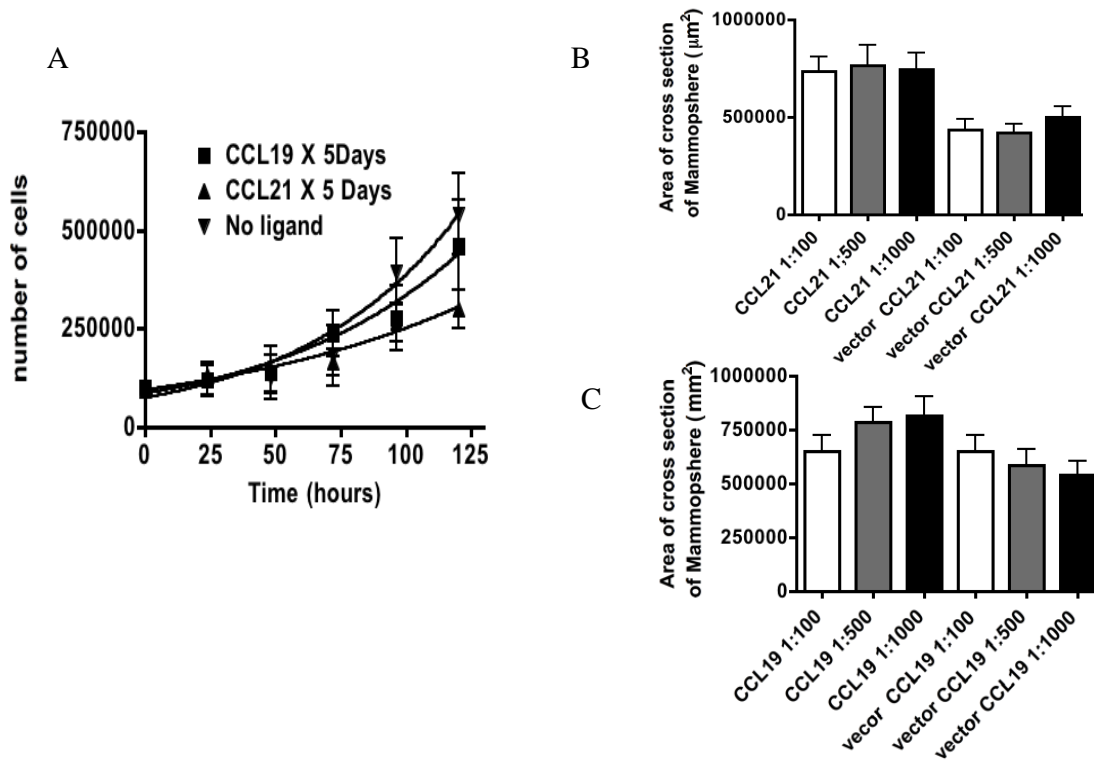 A
750000
500000
250000
0
number of cells
CCL19 X 5Days
CCL21 X 5 Days
No ligand
0 25 50 75 100 125
Time (hours)
B
Area of cross section
of Mammopshere ( μm2)
1000000
500000
0
CCL21 1:100
CCL21 1;500
CCL21 1:1000
vector CCL21 1:100
vector CCL21 1:500
vector CCL21 1:1000
C
Area of cross section
of Mammopshere ( mm2)
1000000
750000
500000
250000
0
CCL19 1:100
CCL19 1:500
CCL19 1:1000
vecor CCL19 1:100
vector CCL19 1:500
vector CCL19 1:1000